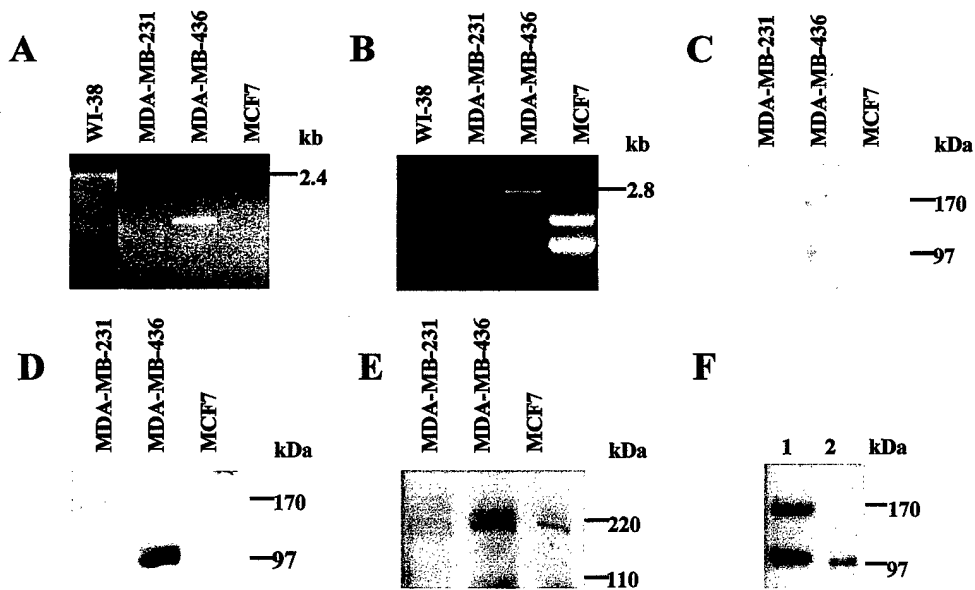 A
WI-38
MDA-MB-231
MDA-MB-436
MCF7
kb
2.4
B
WI-38
MDA-MB-231
MDA-MB-436
MCF7
2.8
C
MDA-MB-231
MDA-MB-436
MCF7
kDa
170
97
D
MDA-MB-231
MDA-MB-436
MCF7
kDa
170
97
E
MDA-MB-231
MDA-MB-436
MCF7
220
110
F
1 2 kDa
170
97